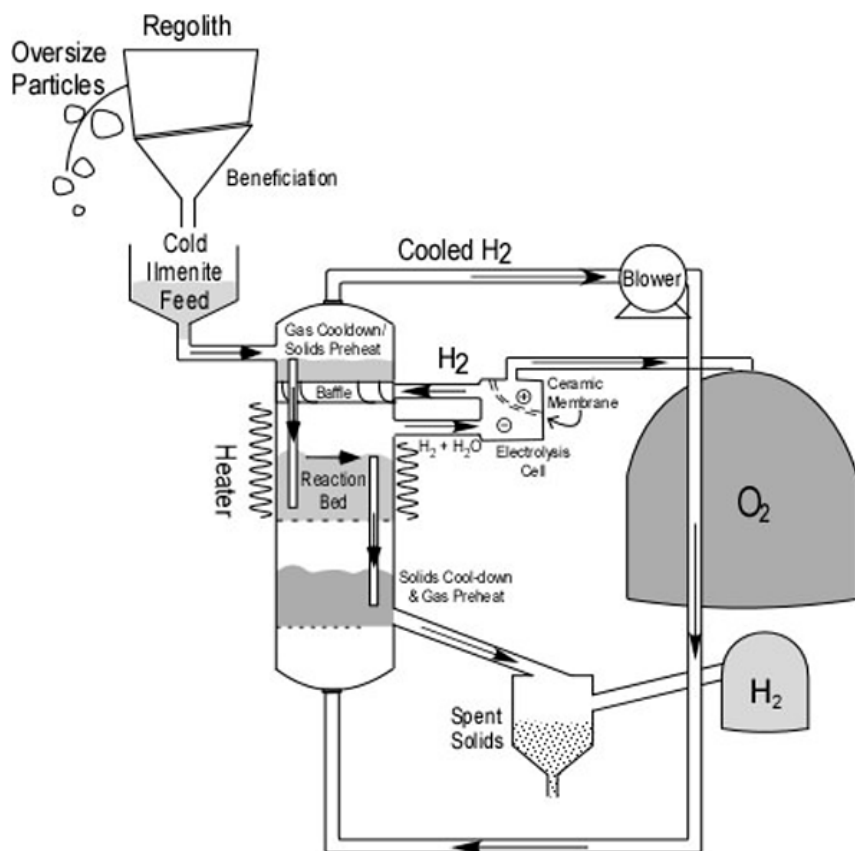 Regolith
Oversize
Particles
Beneficiation
Cold
Ilmenite
Feed
Cooled H2
Blower
Gas Cooldown/
Solids Preheat
H2
Baffle
Ceramic
Membrane
+
-
H2 + H2O
Electrolysis
Cell
Heater
Reaction
Bed
O2
Solids Cool-down
& Gas Preheat
H2
Spent
Solids